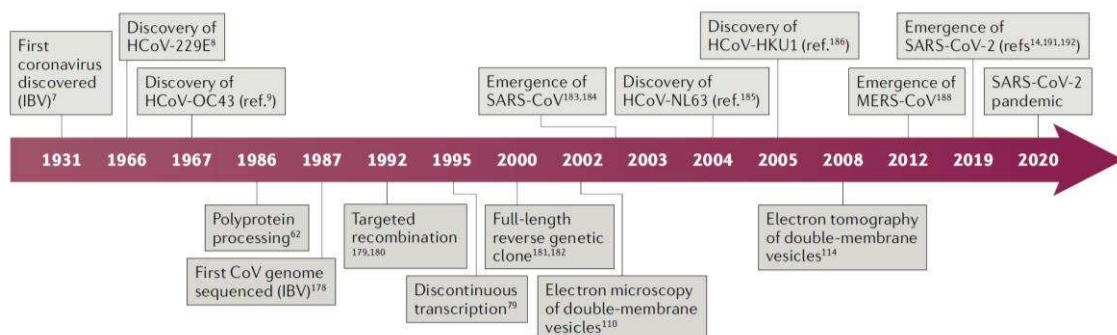 First
coronavirus
discovered
(IBV)⁷
Discovery of
HCoV-229E⁸
Discovery of
HCoV-OC43 (ref.⁹)
Emergence of
SARS-CoV¹⁸³,¹⁸⁴
Discovery of
HCoV-NL63 (ref.¹⁸⁵)
Discovery of
HCoV-HKU1 (ref.¹⁸⁶)
Emergence of
MERS-CoV¹⁸⁸
Emergence of
SARS-CoV-2 (refs¹⁴,¹⁹¹,¹⁹²)
SARS-CoV-2
pandemic
1931 1966 1967 1986 1987 1992 1995 2000 2002 2003 2004 2005 2008 2012 2019 2020
Polyprotein
processing⁶²
First CoV genome
sequenced (IBV)¹⁷⁸
Targeted
recombination
¹⁷⁹,¹⁸⁰
Discontinuous
transcription⁷⁹
Full-length
reverse genetic
clone¹⁸¹,¹⁸²
Electron microscopy
of double-membrane
vesicles¹¹⁰
Electron tomography
of double-membrane
vesicles¹¹⁴